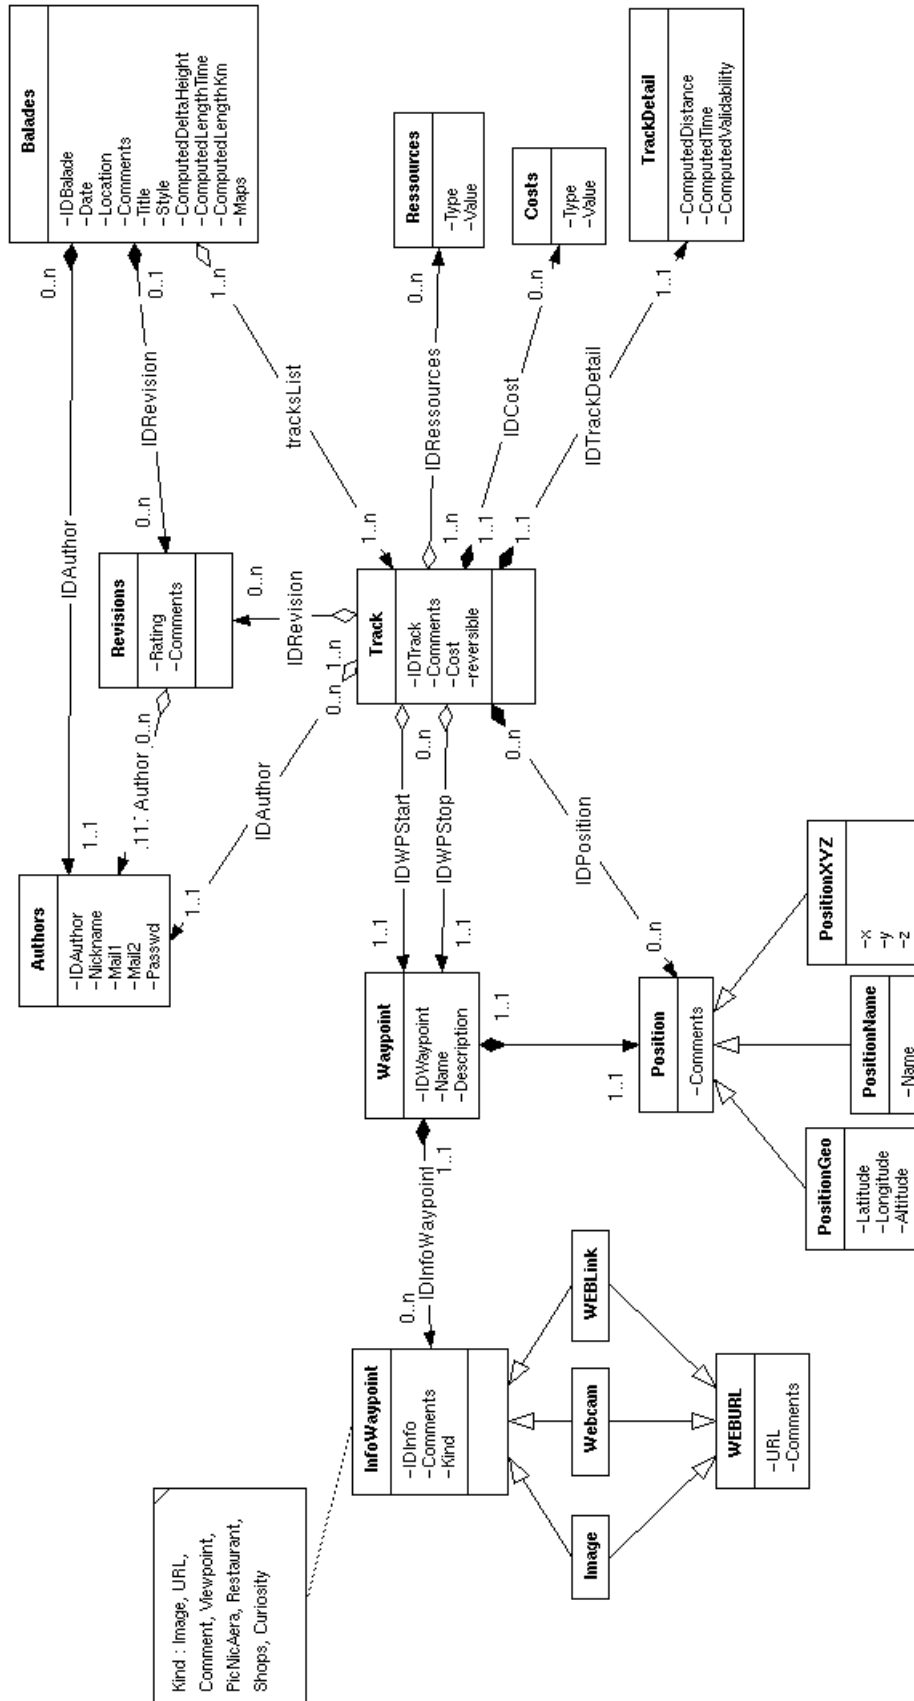 Kind : Image, URL,
Comment, Viewpoint,
PicNicAera, Restaurant,
Shops, Curiosity
InfoWaypoint
-IDInfo
-Comments
-Kind
Image
Webcam
WEBLink
WEBURL
-URL
-Comments
0..n
IDInfoWaypoint
1..1
Authors
-IDAuthor
-Nickname
-Mail1
-Mail2
-Passwd
Waypoint
-IDWaypoint
-Name
-Description
1..1
1..1
Position
-Comments
PositionGeo
-Latitude
-Longitude
-Altitude
PositionName
-Name
PositionXYZ
-x
-y
-z
1..1
IDAuthor
0..n
Author
0..n
1..1
IDAuthor
0..n
1..1
IDWPStart
1..1
IDWPStop
0..n
0..n
IDPosition
0..n
Revisions
-Rating
-Comments
0..n
IDRevision
1..n
Track
-IDTrack
-Comments
-Cost
-reversible
0..n
IDRevision
0..1
1..n
tracksList
1..n
1..n
IDRessources
0..n
1..1
IDCost
0..n
1..1
IDTrackDetail
1..1
Balades
-IDBalade
-Date
-Location
-Comments
-Title
-Style
-ComputedDeltaHeight
-ComputedLengthTime
-ComputedLengthKm
-Maps
Ressources
-Type
-Value
Costs
-Type
-Value
TrackDetail
-ComputedDistance
-ComputedTime
-ComputedValidability